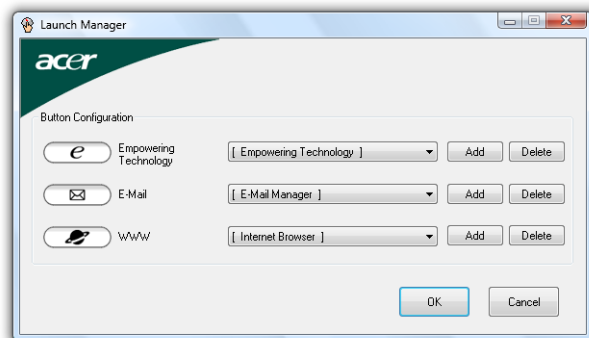 Launch Manager
acer
Button Configuration
e Empowering Technology [ Empowering Technology ] Add Delete
E-Mail [ E-Mail Manager ] Add Delete
WWW [ Internet Browser ] Add Delete
OK Cancel